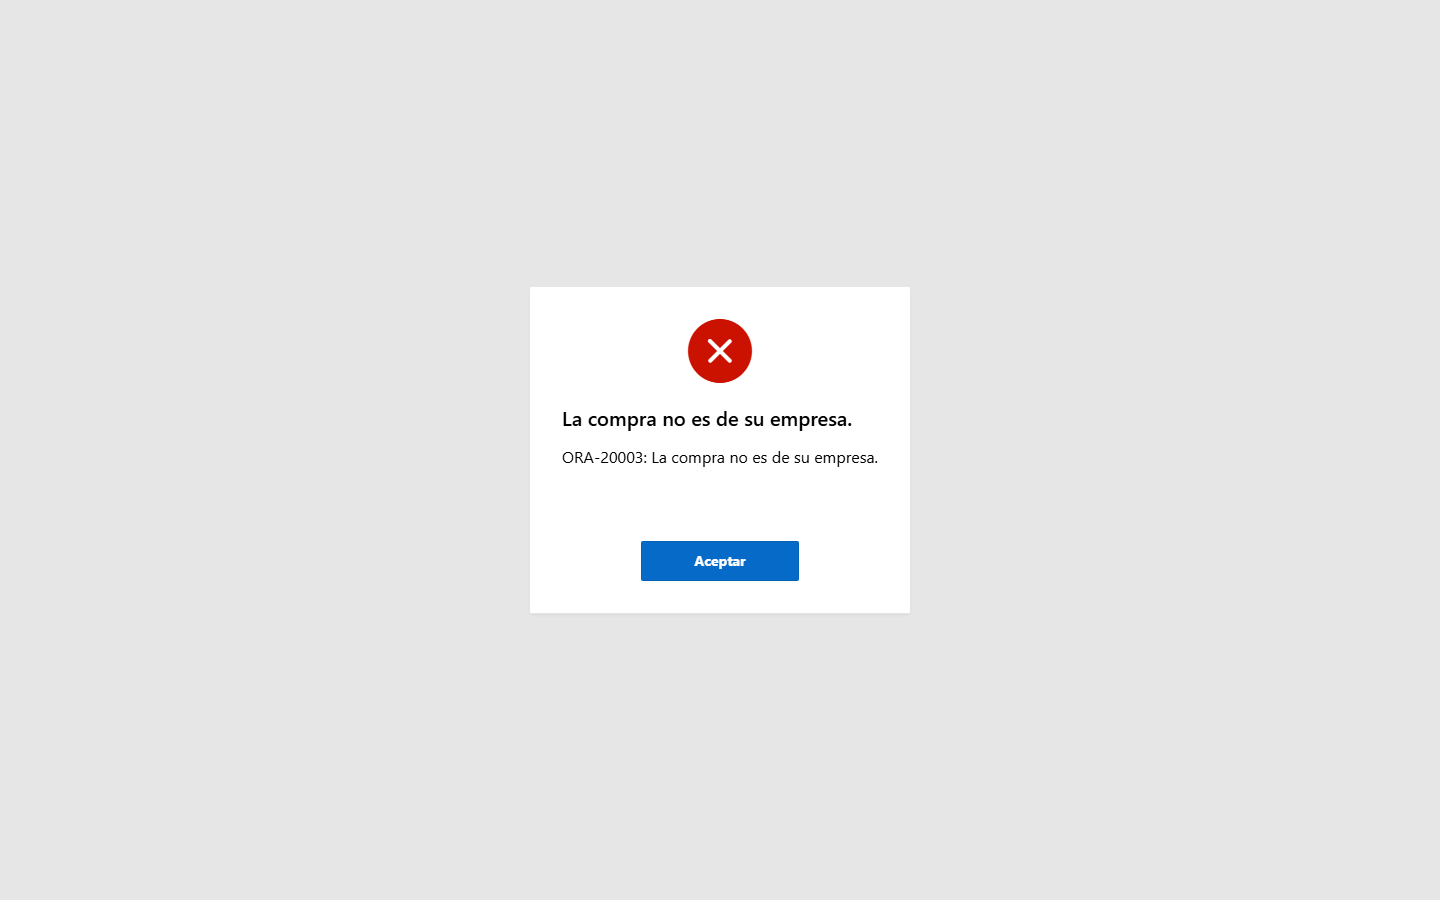 La compra no es de su empresa.
ORA-20003: La compra no es de su empresa.
Aceptar